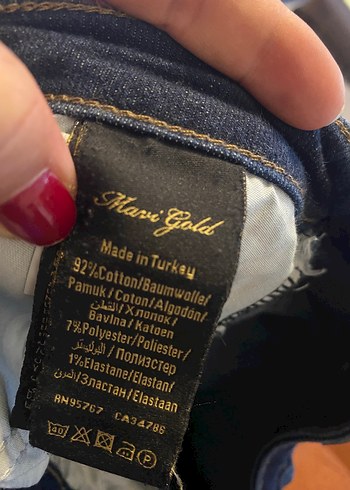 Mavi Gold
Made in Turkey
92%Cotton/Baumwolle/
Pamuk/Coton/Algodón
القطن/Хлопок/
Bavlna/Katoen
7%Polyester/Poliester/
البوليستر/Полиэстер
1%Elastane/Elastan/
/Эластан/Elastaan
RN95767 CA34786
40 P